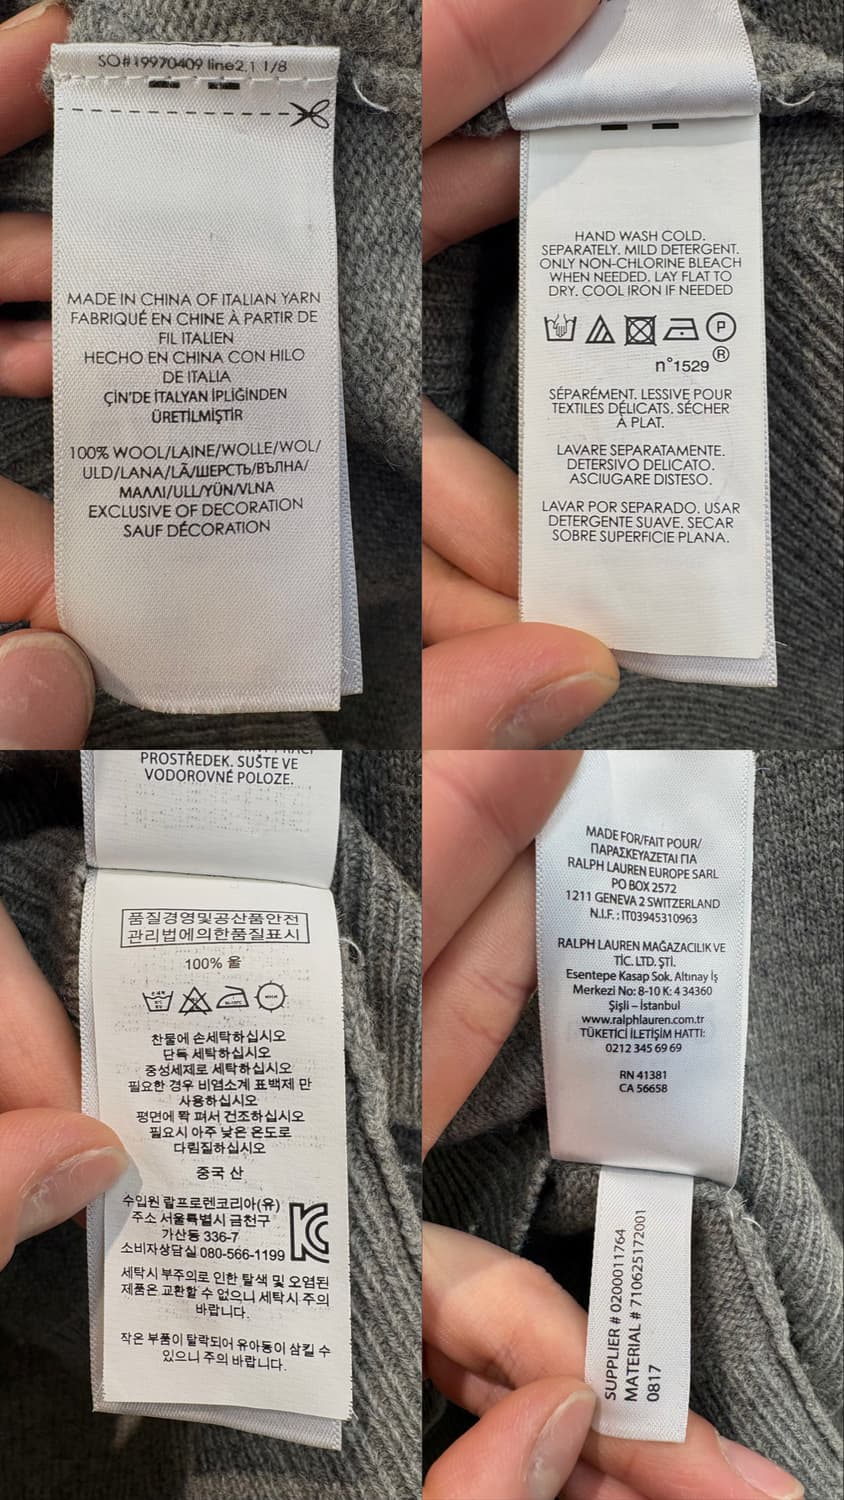 SO#19970409 line2.1 1/8
MADE IN CHINA OF ITALIAN YARN
FABRIQUÉ EN CHINE À PARTIR DE
FIL ITALIEN
HECHO EN CHINA CON HILO
DE ITALIA
ÇİN'DE İTALYAN İPLİĞİNDEN
ÜRETİLMİŞTİR
100% WOOL/LAINE/WOLLE/WOL/
ULD/LANA/LÃ/ШЕРСТЬ/ВЪЛНА/
ΜΑΛΛΙ/ULL/YÜN/VLNA
EXCLUSIVE OF DECORATION
SAUF DÉCORATION
HAND WASH COLD.
SEPARATELY. MILD DETERGENT.
ONLY NON-CHLORINE BLEACH
WHEN NEEDED. LAY FLAT TO
DRY. COOL IRON IF NEEDED
P
®
n°1529
SÉPARÉMENT. LESSIVE POUR
TEXTILES DÉLICATS. SÉCHER
À PLAT.
LAVARE SEPARATAMENTE.
DETERSIVO DELICATO.
ASCIUGARE DISTESO.
LAVAR POR SEPARADO. USAR
DETERGENTE SUAVE. SECAR
SOBRE SUPERFICIE PLANA.
PROSTŘEDEK. SUŠTE VE
VODOROVNÉ POLOZE.
품질경영및공산품안전
관리법에의한품질표시
100% 울
찬물에 손세탁하십시오
단독 세탁하십시오
중성세제로 세탁하십시오
필요한 경우 비염소계 표백제 만
사용하십시오
평면에 쫙 펴서 건조하십시오
필요시 아주 낮은 온도로
다림질하십시오
중국 산
수입원 랄프로렌코리아(유)
주소 서울특별시 금천구
가산동 336-7
소비자상담실 080-566-1199
세탁시 부주의로 인한 탈색 및 오염된
제품은 교환할 수 없으니 세탁시 주의
바랍니다.
작은 부품이 탈락되어 유아동이 삼킬 수
있으니 주의 바랍니다.
MADE FOR/FAIT POUR/
ΠΑΡΑΣΚΕΥΑΖΕΤΑΙ ΓΙΑ
RALPH LAUREN EUROPE SARL
PO BOX 2572
1211 GENEVA 2 SWITZERLAND
N.I.F. : IT03945310963
RALPH LAUREN MAĞAZACILIK VE
TİC. LTD. ŞTİ.
Esentepe Kasap Sok. Altınay İş
Merkezi No: 8-10 K: 4 34360
Şişli – İstanbul
www.ralphlauren.com.tr
TÜKETİCİ İLETİŞİM HATTI:
0212 345 69 69
RN 41381
CA 56658
SUPPLIER # 0200011764
MATERIAL # 710625172001
0817